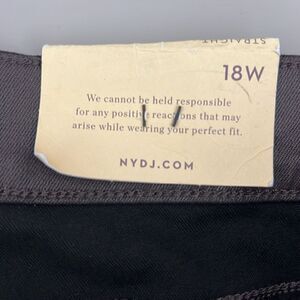 STRAIGHT
18W
We cannot be held responsible
for any positive reactions that may
arise while wearing your perfect fit.
NYDJ.COM